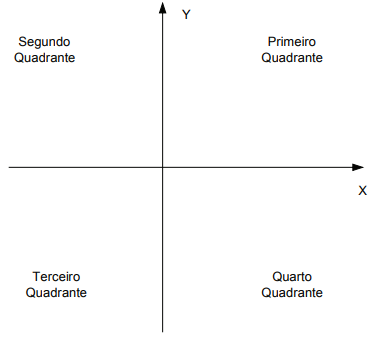 Y
Segundo
Quadrante
Primeiro
Quadrante
X
Terceiro
Quadrante
Quarto
Quadrante